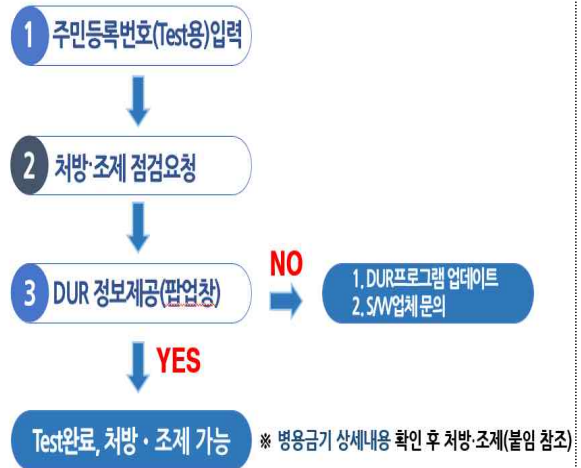 1 주민등록번호(Test용)입력
2 처방·조제 점검요청
3 DUR 정보제공(팝업창)
NO
1. DUR프로그램 업데이트
2. S/W업체 문의
YES
Test완료, 처방·조제 가능
※ 병용금기 상세내용 확인 후 처방·조제(붙임 참조)